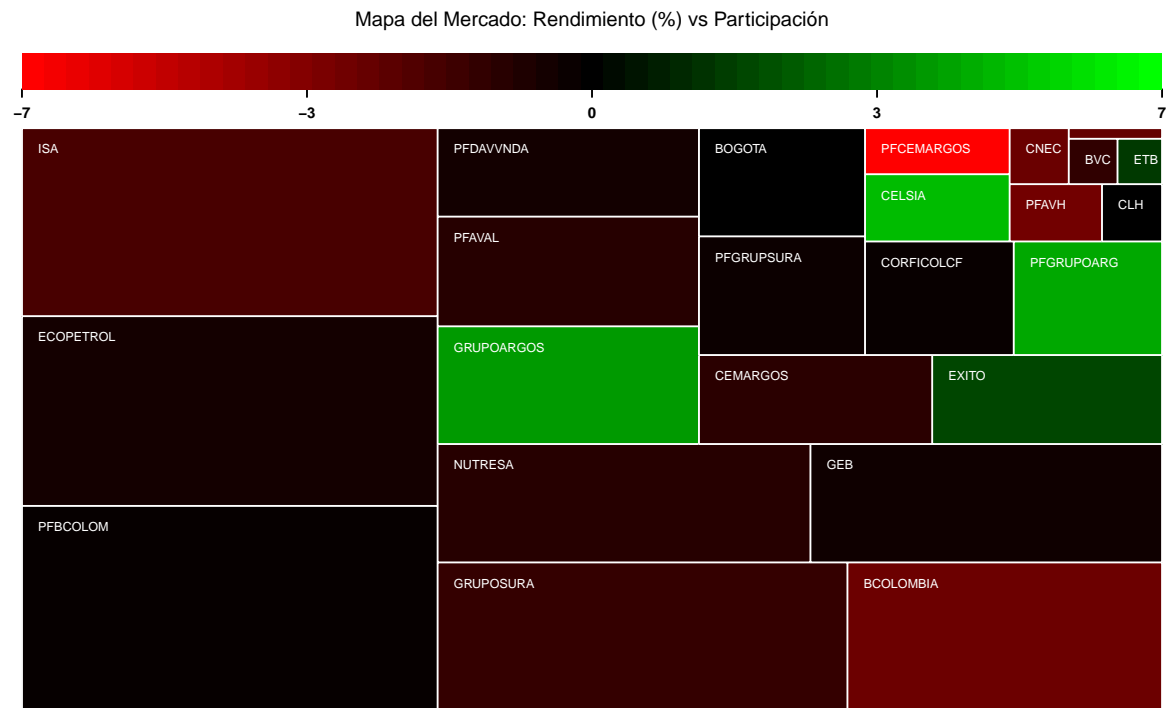 Mapa del Mercado: Rendimiento (%) vs Participación
−7 −3 0 3 7
ISA
PFDAVVNDA
BOGOTA
PFCEMARGOS
CNEC
BVC
ETB
CELSIA
PFAVH
CLH
PFAVAL
PFGRUPSURA
CORFICOLCF
PFGRUPOARG
ECOPETROL
GRUPOARGOS
CEMARGOS
EXITO
NUTRESA
GEB
PFBCOLOM
GRUPOSURA
BCOLOMBIA